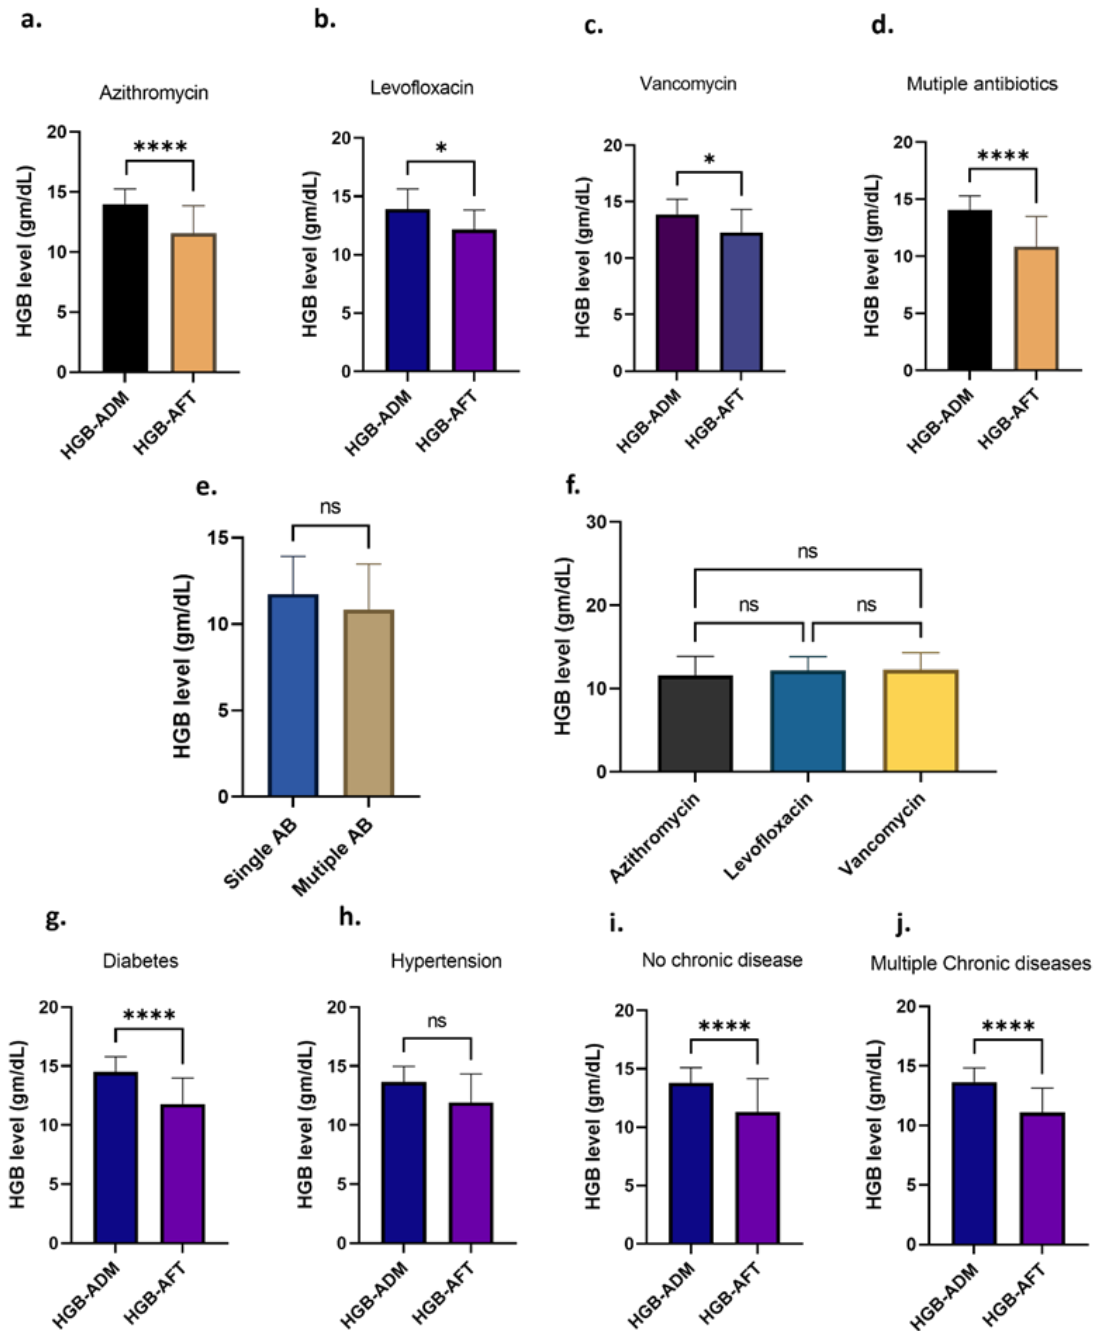 a.
Azithromycin
HGB level (gm/dL)
20
15
10
5
0
****
HGB-ADM
HGB-AFT
b.
Levofloxacin
HGB level (gm/dL)
20
15
10
5
0
*
HGB-ADM
HGB-AFT
c.
Vancomycin
HGB level (gm/dL)
20
15
10
5
0
*
HGB-ADM
HGB-AFT
d.
Mutiple antibiotics
HGB level (gm/dL)
20
15
10
5
0
****
HGB-ADM
HGB-AFT
e.
HGB level (gm/dL)
15
10
5
0
ns
Single AB
Mutiple AB
f.
HGB level (gm/dL)
30
20
10
0
ns
ns
ns
Azithromycin
Levofloxacin
Vancomycin
g.
Diabetes
HGB level (gm/dL)
20
15
10
5
0
****
HGB-ADM
HGB-AFT
h.
Hypertension
HGB level (gm/dL)
20
15
10
5
0
ns
HGB-ADM
HGB-AFT
i.
No chronic disease
HGB level (gm/dL)
20
15
10
5
0
****
HGB-ADM
HGB-AFT
j.
Multiple Chronic diseases
HGB level (gm/dL)
20
15
10
5
0
****
HGB-ADM
HGB-AFT